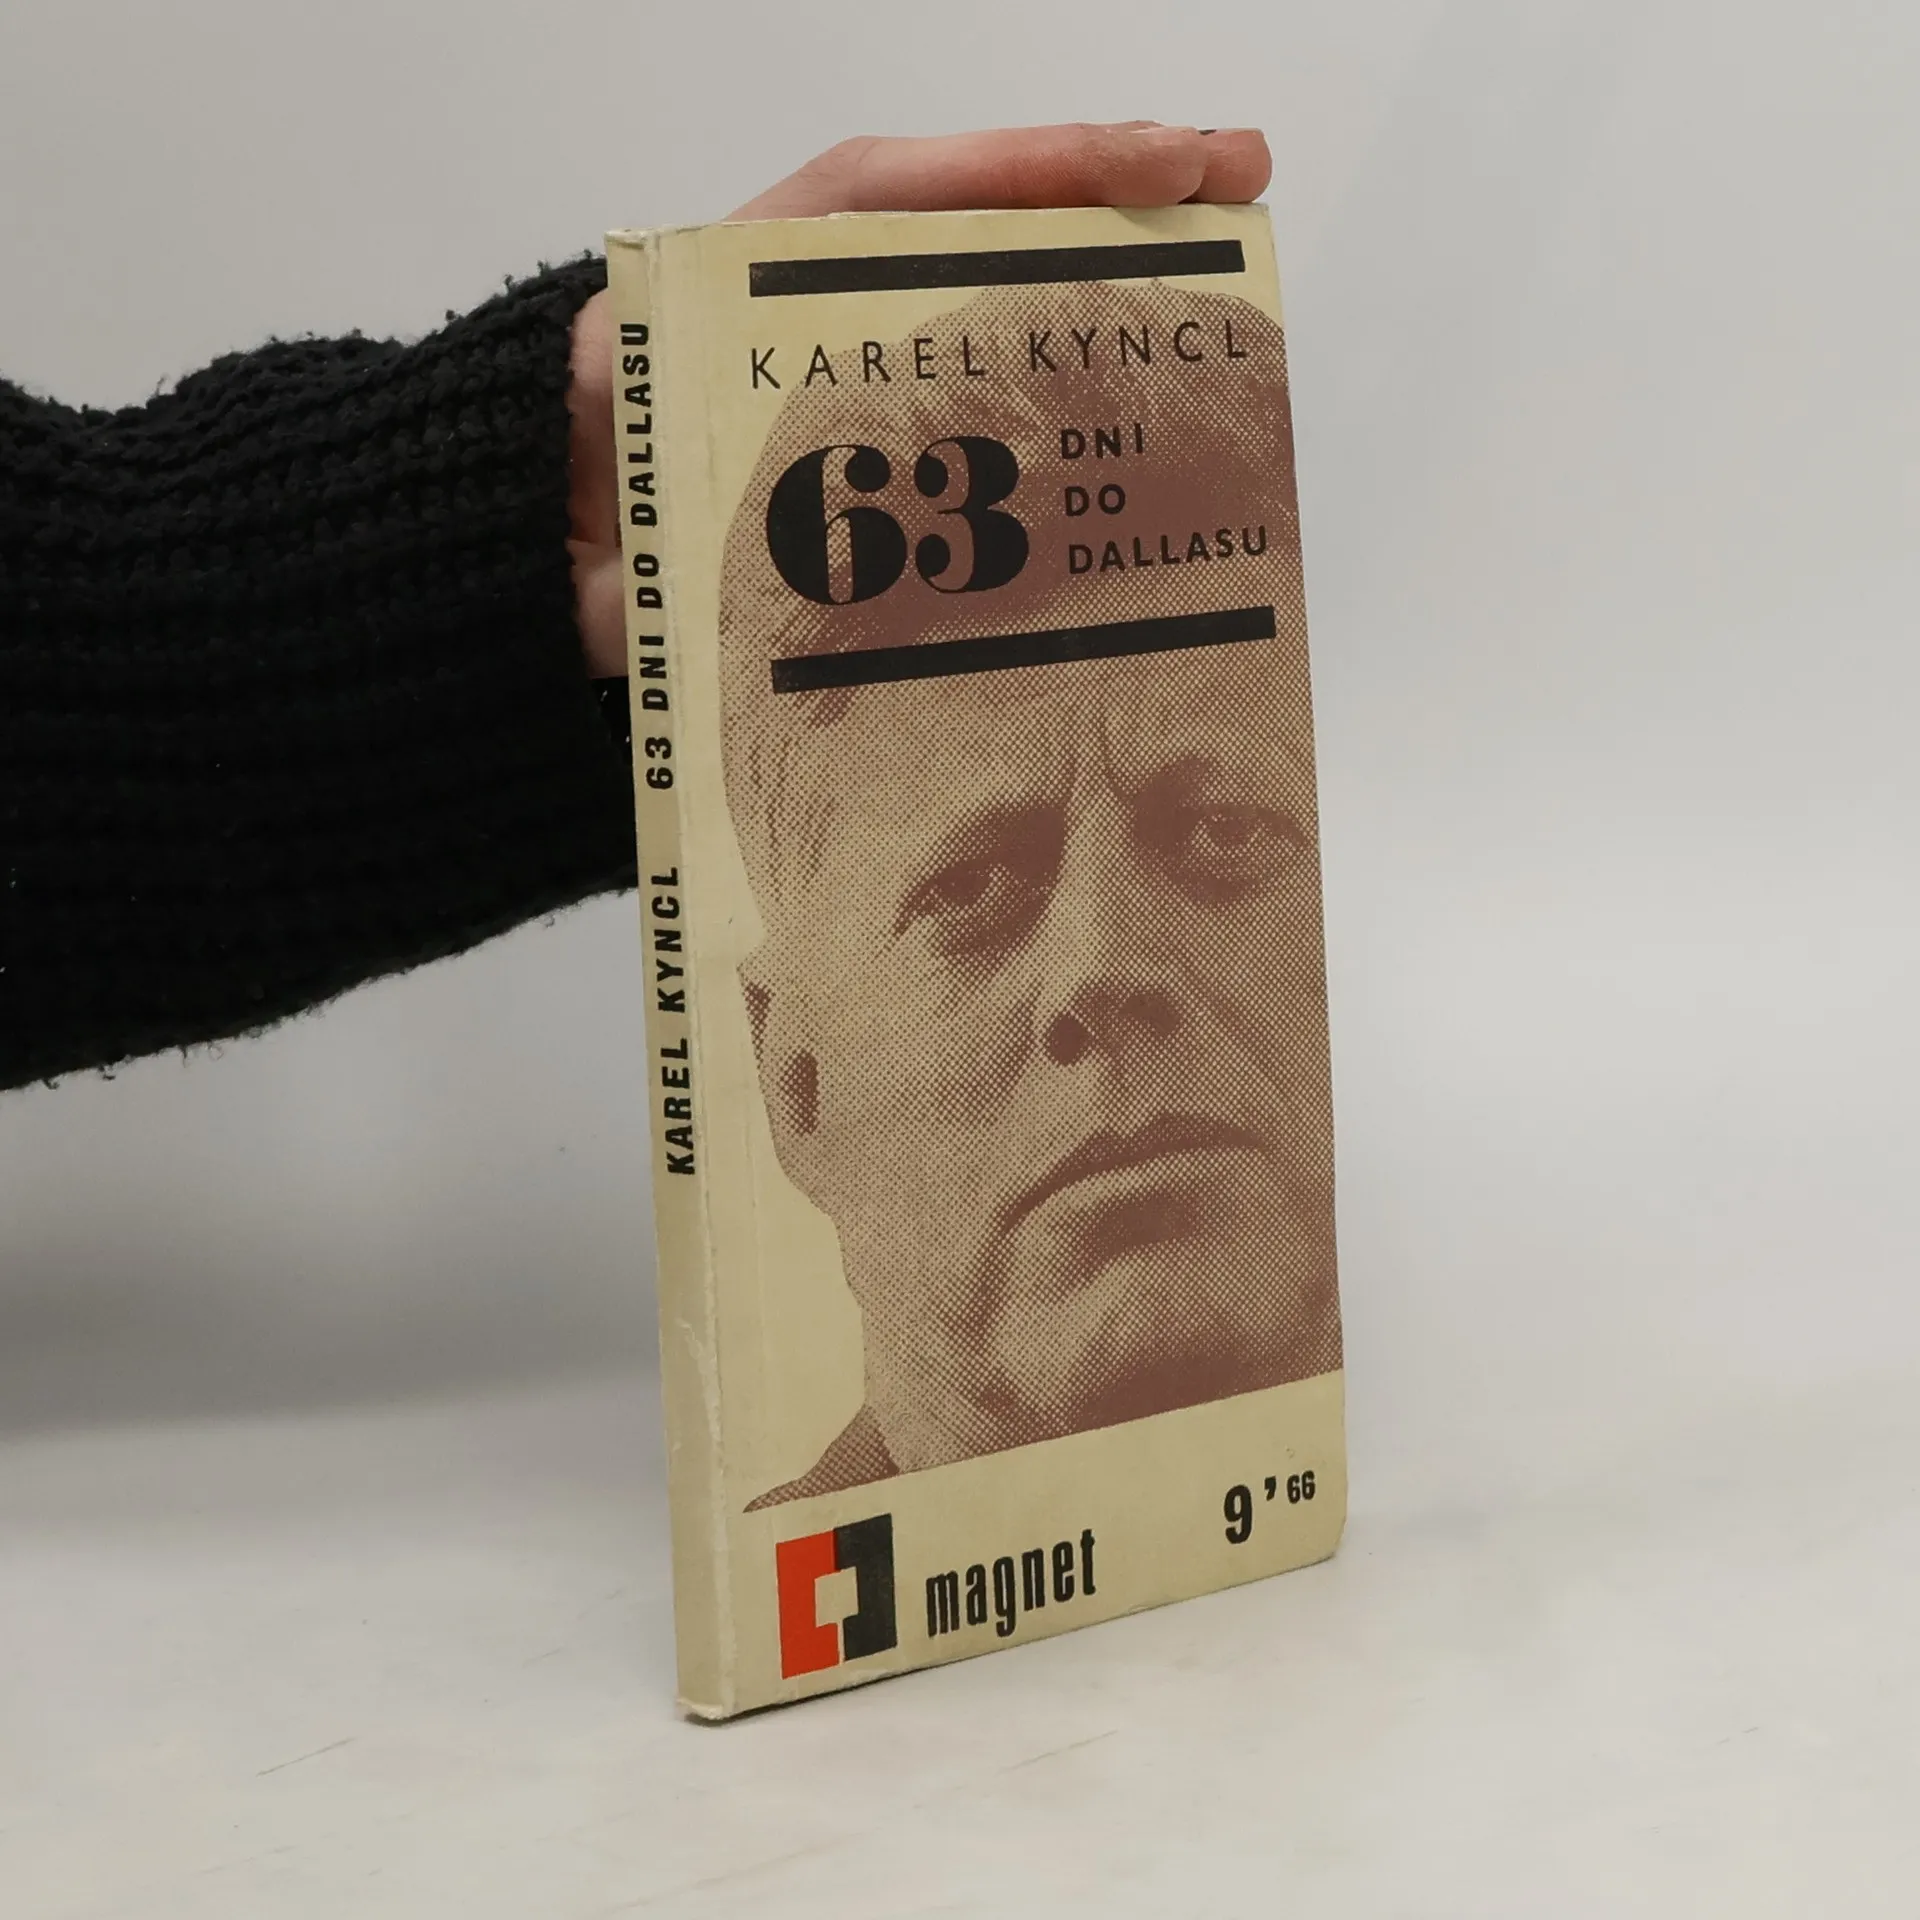 KAREL KYNCL
63 DNI
DO
DALLASU
magnet
9’66
KAREL KYNCL 63 DNI DO DALLASU